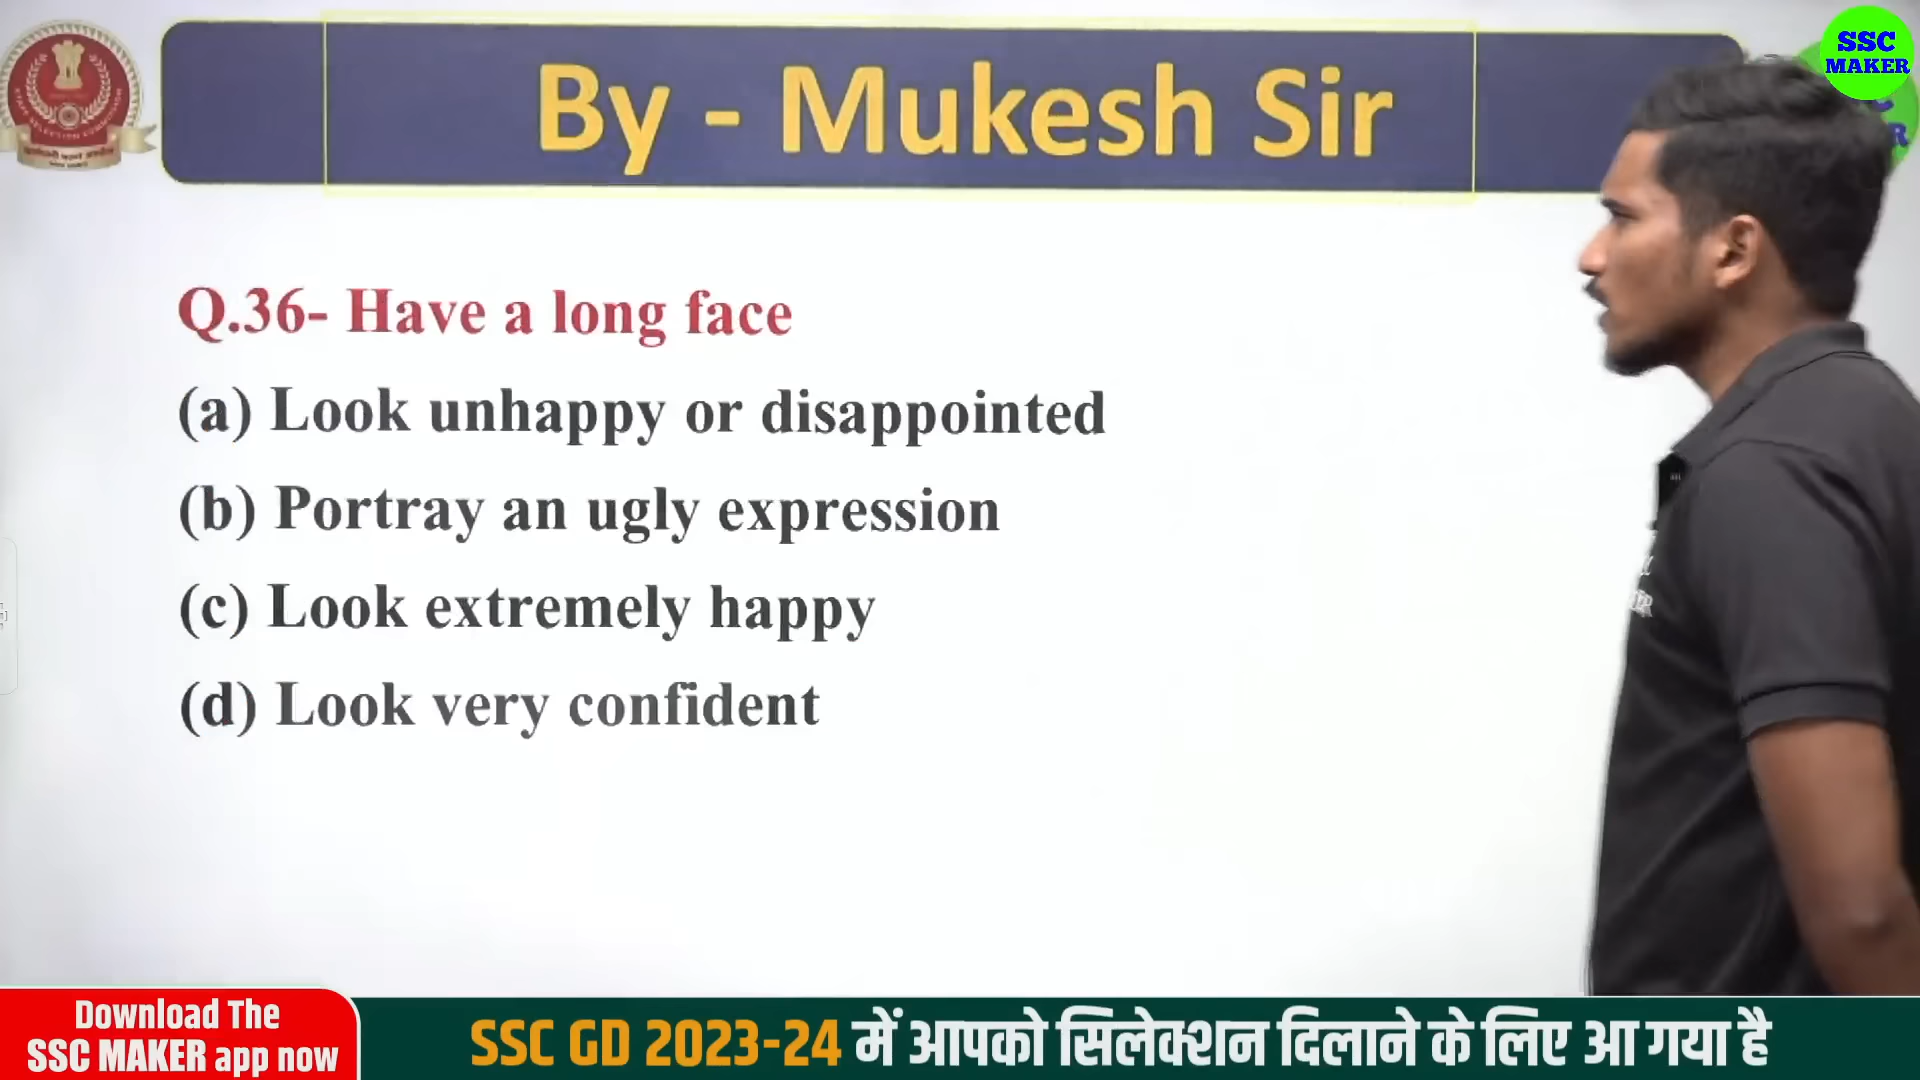 SSC
MAKER
By - Mukesh Sir
Q.36- Have a long face
(a) Look unhappy or disappointed
(b) Portray an ugly expression
(c) Look extremely happy
(d) Look very confident
Download The
SSC MAKER app now
SSC GD 2023-24 में आपको सिलेक्शन दिलाने के लिए आ गया है